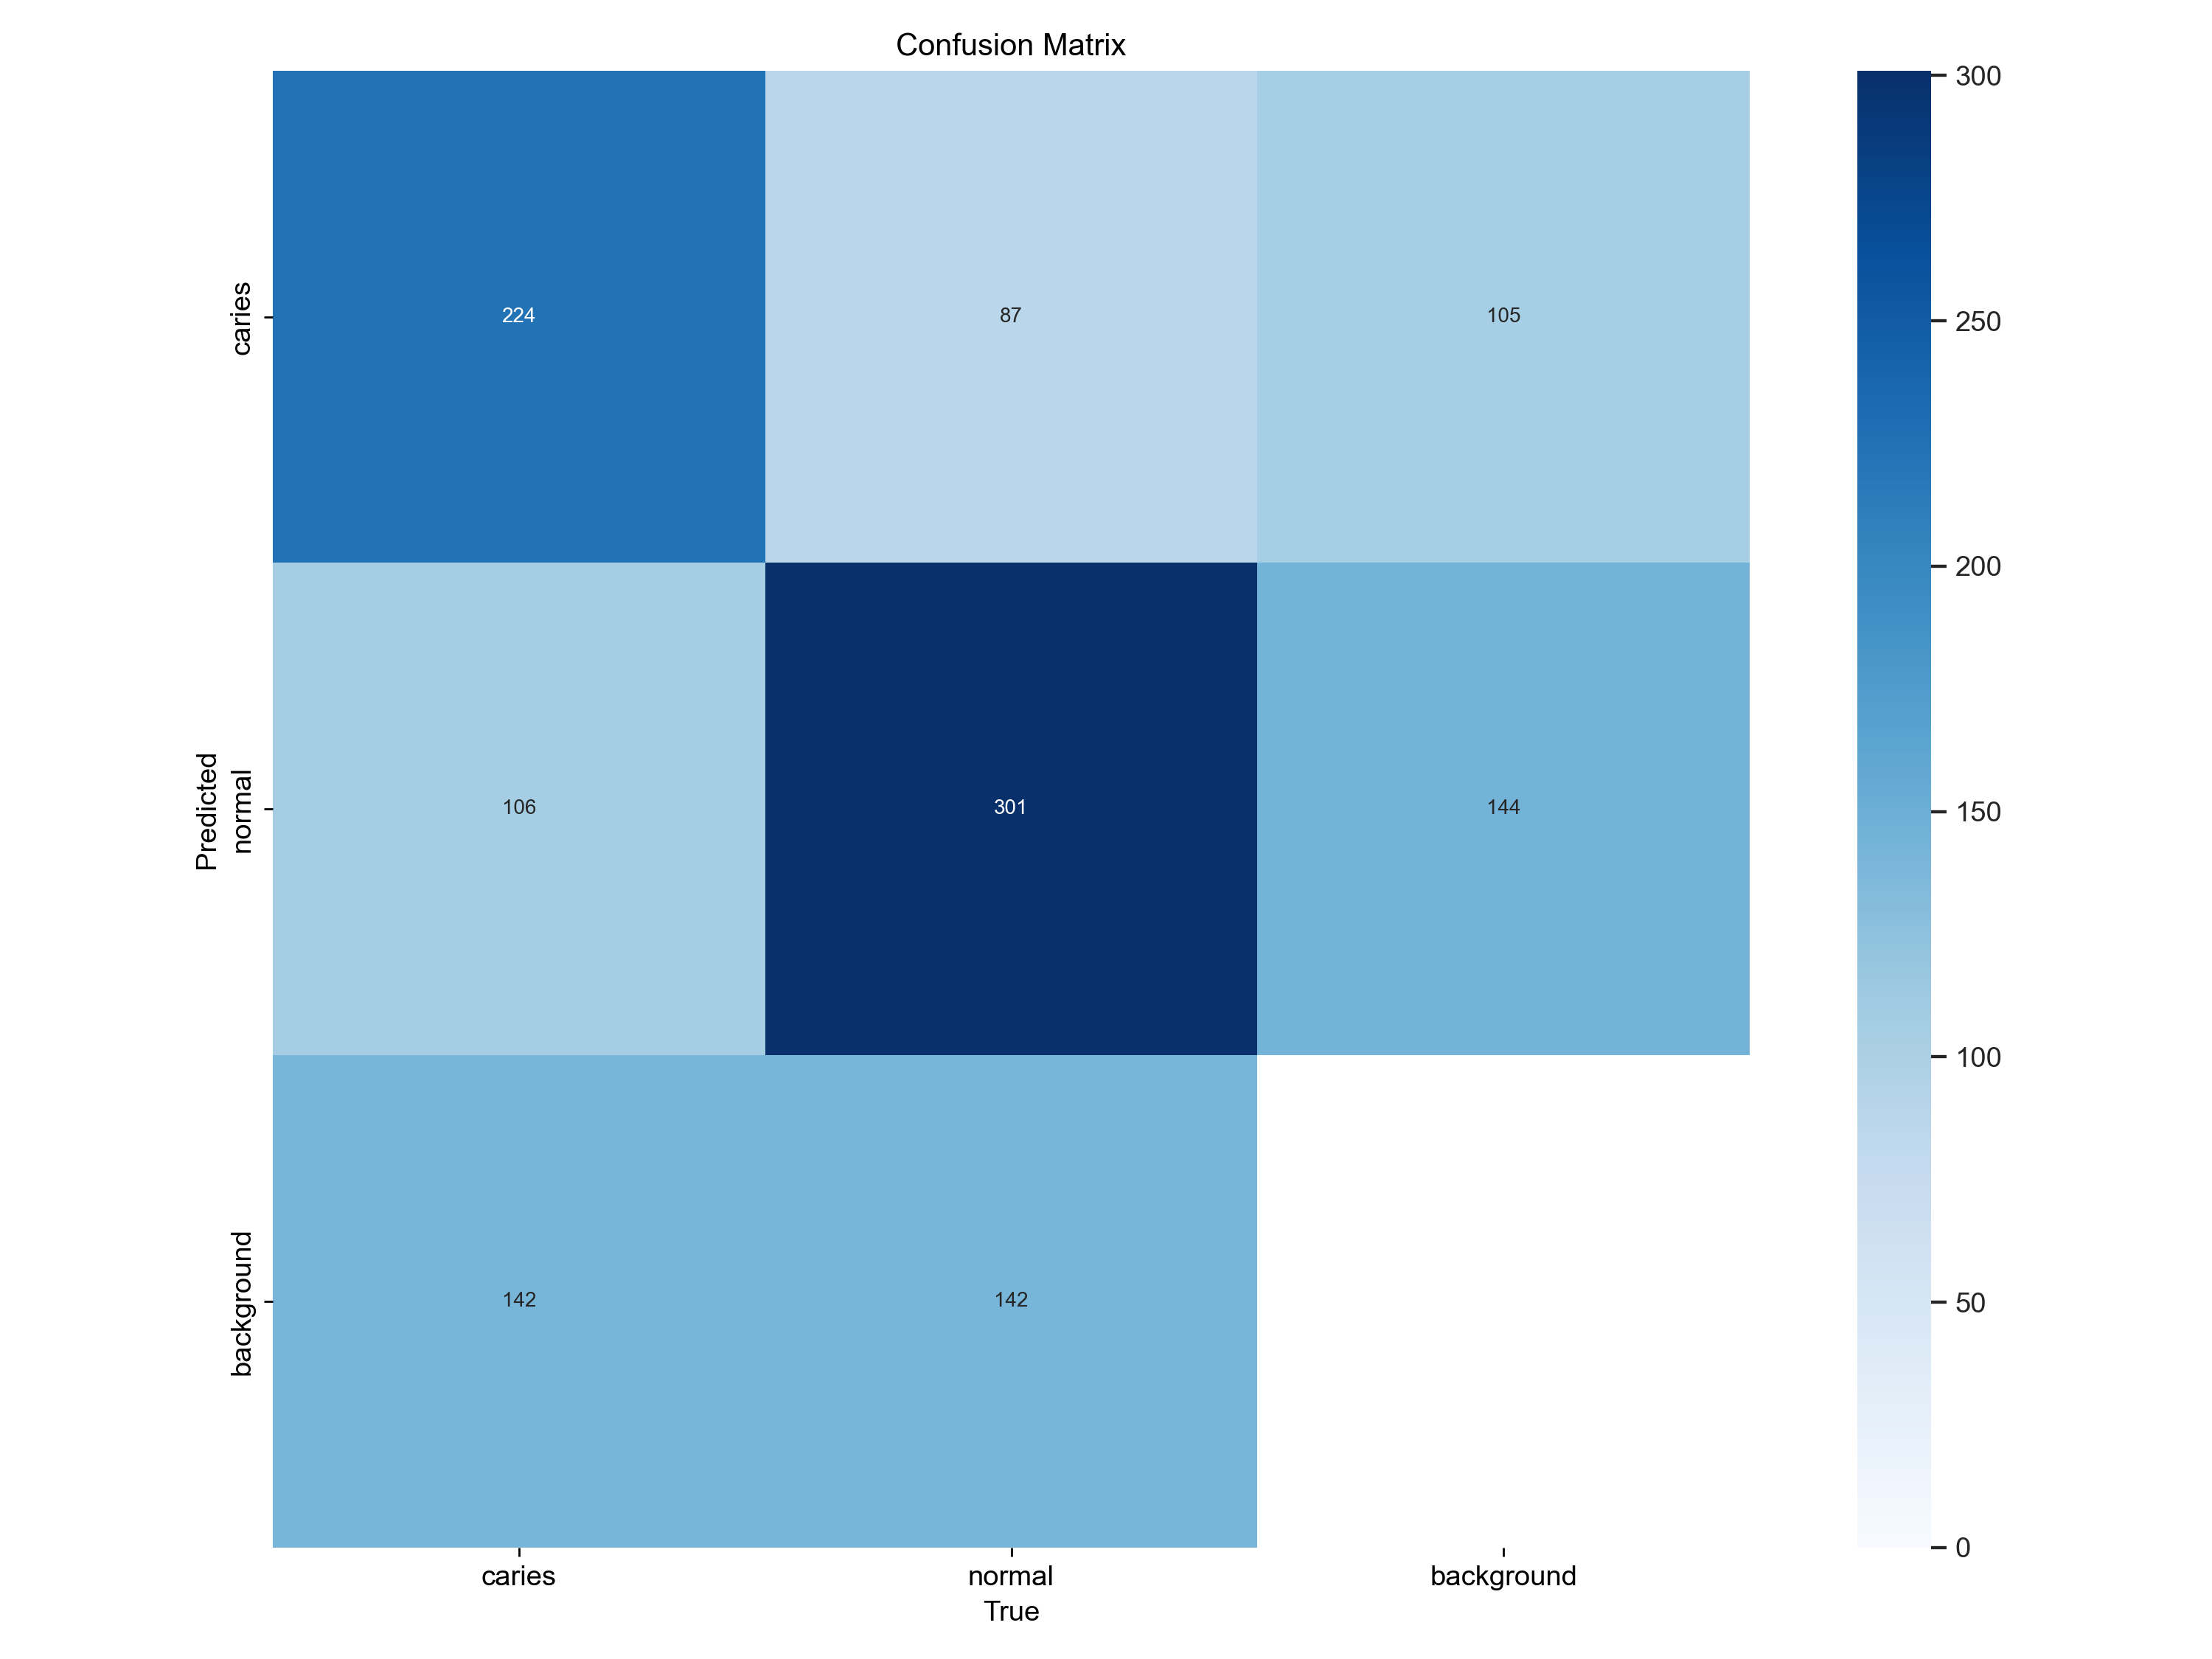 Confusion Matrix
Predicted
caries
224
87
105
normal
106
301
144
background
142
142
caries
normal
background
True
300
250
200
150
100
50
0